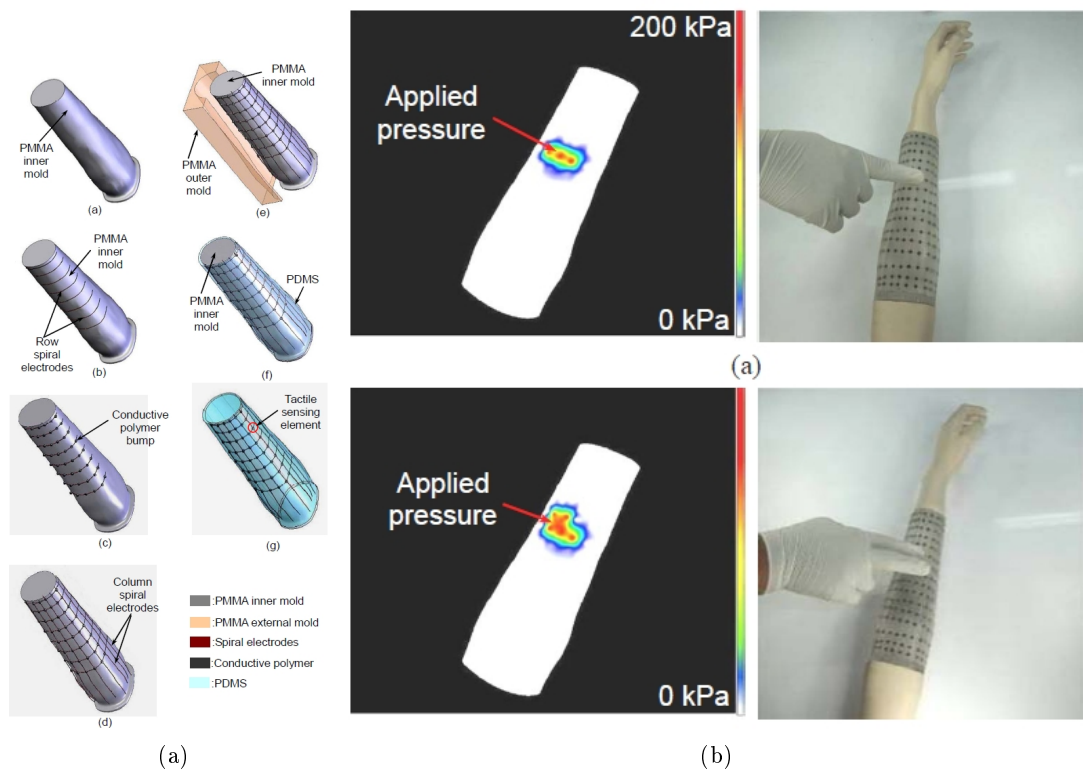 PMMA
inner
mold
(a)
PMMA
inner
mold
Row
spiral
electrodes
(b)
Conductive
polymer
bump
(c)
Column
spiral
electrodes
(d)
PMMA
inner mold
PMMA
outer
mold
(e)
PMMA
inner
mold
PDMS
(f)
Tactile
sensing
element
(g)
:PMMA inner mold
:PMMA external mold
:Spiral electrodes
:Conductive polymer
:PDMS
(a)
200 kPa
Applied
pressure
0 kPa
(a)
Applied
pressure
0 kPa
(b)